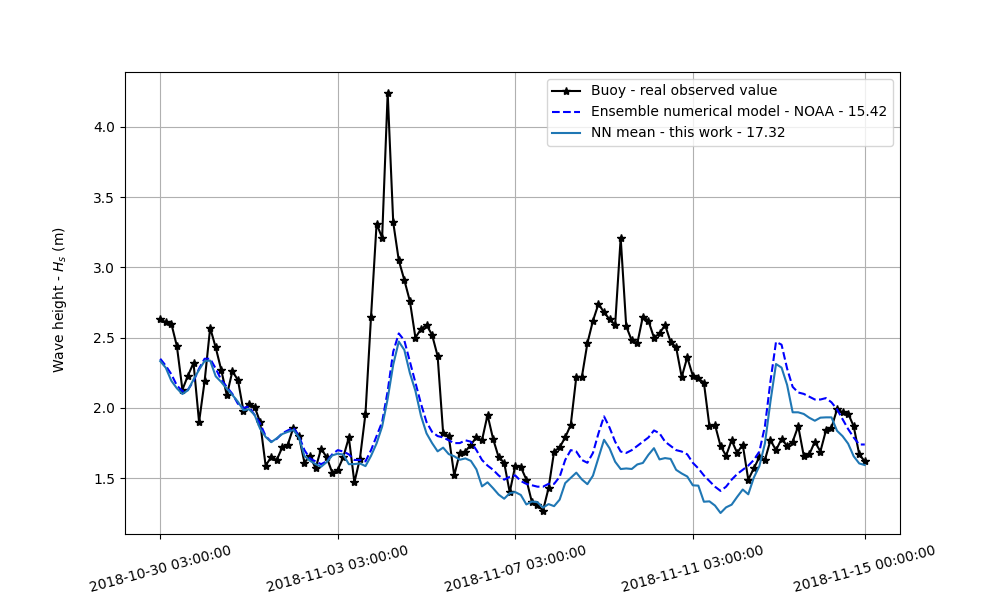 Buoy - real observed value
Ensemble numerical model - NOAA - 15.42
NN mean - this work - 17.32
Wave height - Hₛ (m)
4.0
3.5
3.0
2.5
2.0
1.5
2018-10-30 03:00:00
2018-11-03 03:00:00
2018-11-07 03:00:00
2018-11-11 03:00:00
2018-11-15 00:00:00